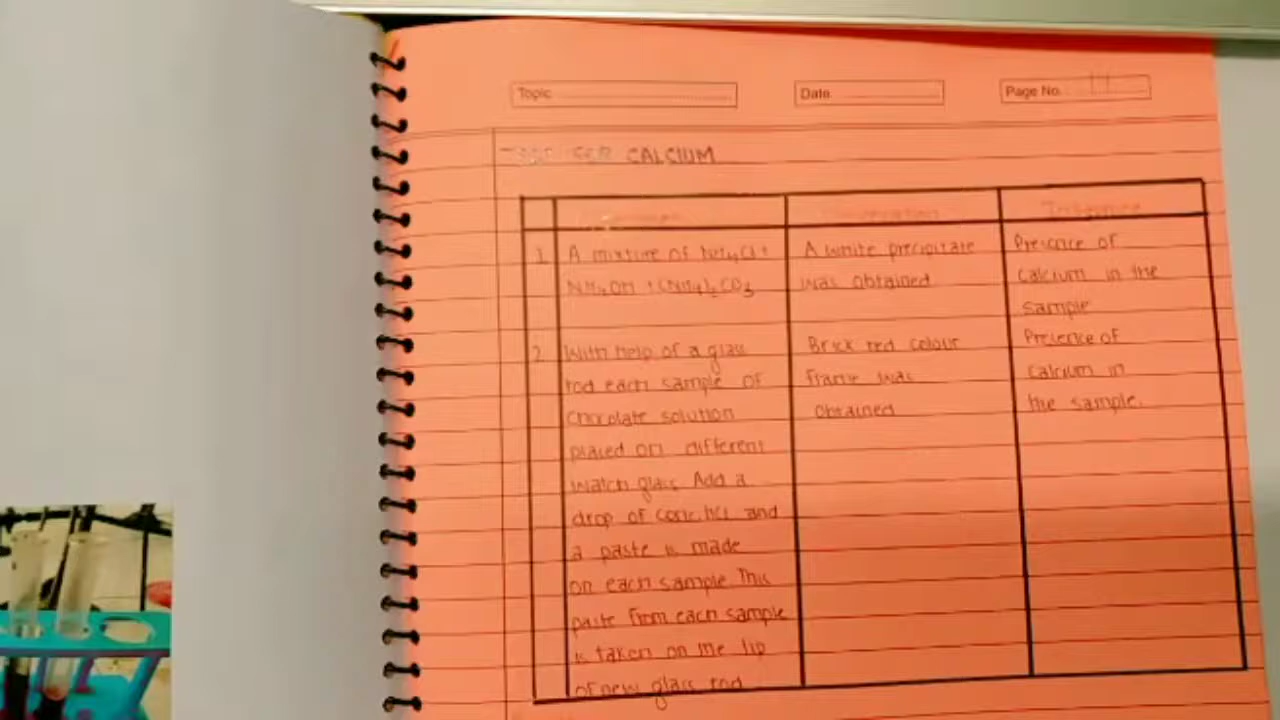 Topic
Date
Page No. 17
TEST FOR CALCIUM
Inference
1 A mixture of NH4Cl +
NH4OH + (NH4)2CO3
A white precipitate
was obtained
Presence of
calcium in the
sample
2 With help of a glass
rod each sample of
chocolate solution
placed on different
watch glass Add a
drop of conc.hcl and
a paste is made
on each sample. This
paste from each sample
is taken on the tip
of new glass rod
Brick red colour
frame was
obtained
Presence of
calcium in
the sample.